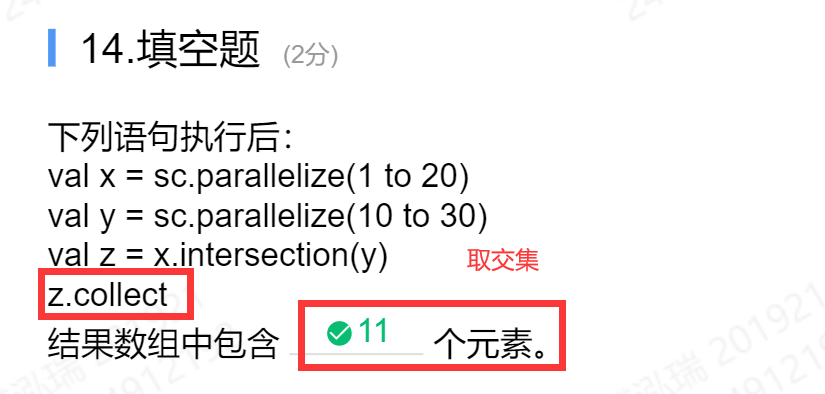 14.填空题 (2分)
下列语句执行后：
val x = sc.parallelize(1 to 20)
val y = sc.parallelize(10 to 30)
val z = x.intersection(y) 取交集
z.collect
结果数组中包含 11 个元素。